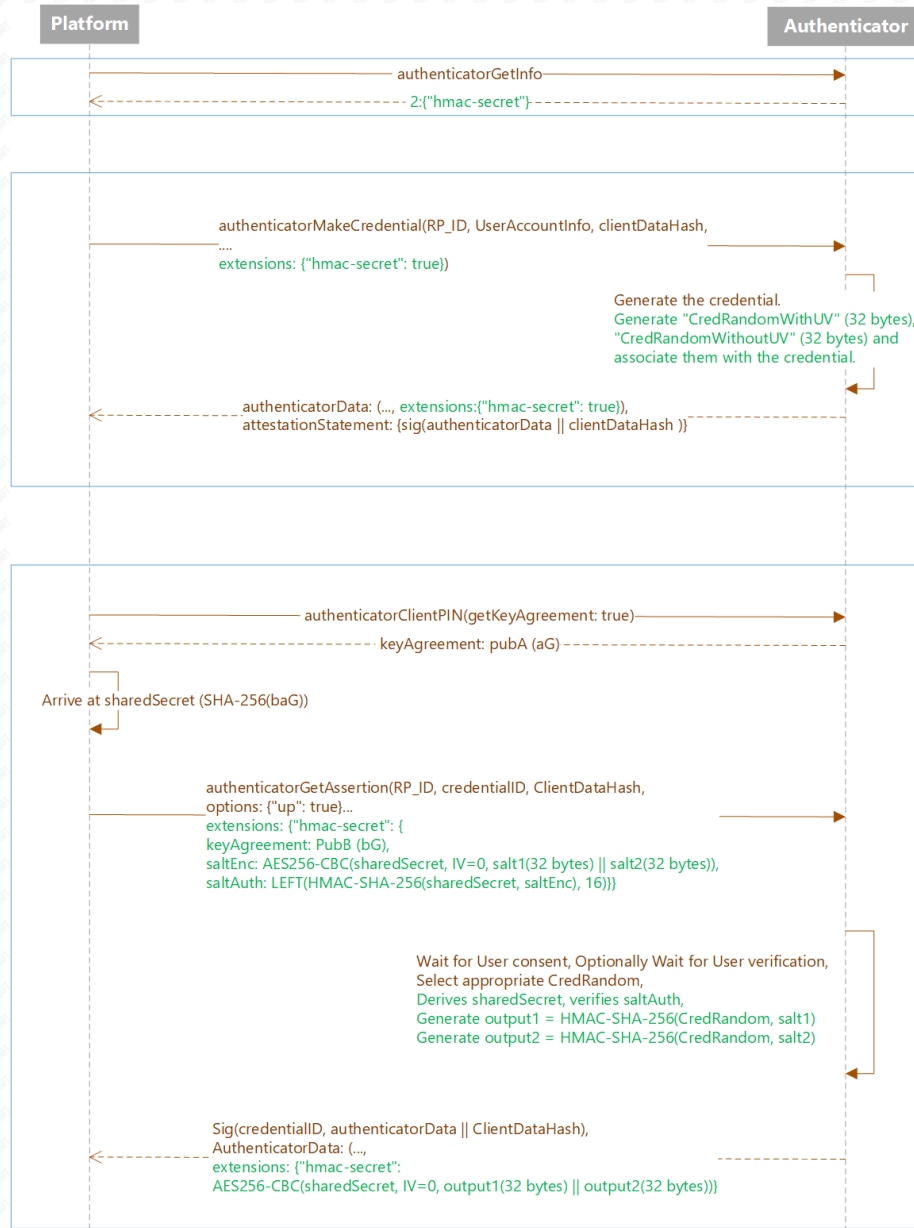 Platform
Authenticator
authenticatorGetInfo
2:{"hmac-secret"}
authenticatorMakeCredential(RP_ID, UserAccountInfo, clientDataHash,
....
extensions: {"hmac-secret": true})
Generate the credential.
Generate "CredRandomWithUV" (32 bytes),
"CredRandomWithoutUV" (32 bytes) and
associate them with the credential.
authenticatorData: (..., extensions:{"hmac-secret": true}),
attestationStatement: {sig(authenticatorData || clientDataHash )}
authenticatorClientPIN(getKeyAgreement: true)
keyAgreement: pubA (aG)
Arrive at sharedSecret (SHA-256(baG))
authenticatorGetAssertion(RP_ID, credentialID, ClientDataHash,
options: {"up": true}...
extensions: {"hmac-secret": {
keyAgreement: PubB (bG),
saltEnc: AES256-CBC(sharedSecret, IV=0, salt1(32 bytes) || salt2(32 bytes)),
saltAuth: LEFT(HMAC-SHA-256(sharedSecret, saltEnc), 16)}}
Wait for User consent, Optionally Wait for User verification,
Select appropriate CredRandom,
Derives sharedSecret, verifies saltAuth,
Generate output1 = HMAC-SHA-256(CredRandom, salt1)
Generate output2 = HMAC-SHA-256(CredRandom, salt2)
Sig(credentialID, authenticatorData || ClientDataHash),
AuthenticatorData: (...,
extensions: {"hmac-secret":
AES256-CBC(sharedSecret, IV=0, output1(32 bytes) || output2(32 bytes))}